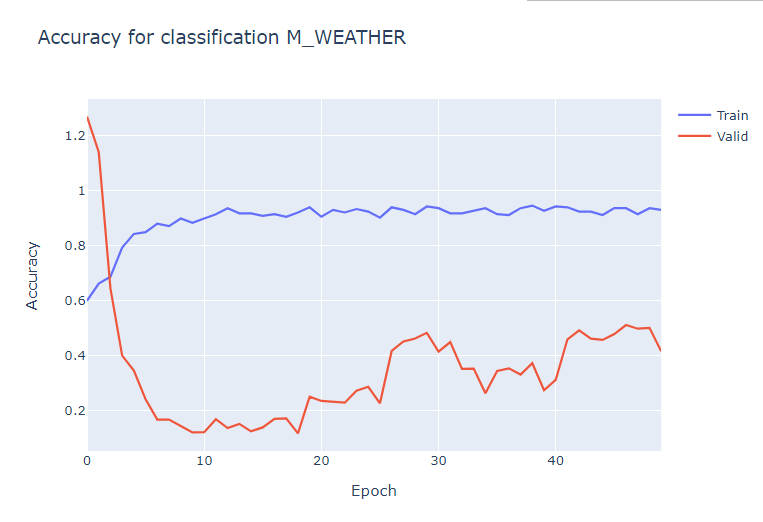 Accuracy for classification M_WEATHER
Train
Valid
1.2
1
0.8
0.6
0.4
0.2
Accuracy
0 10 20 30 40
Epoch